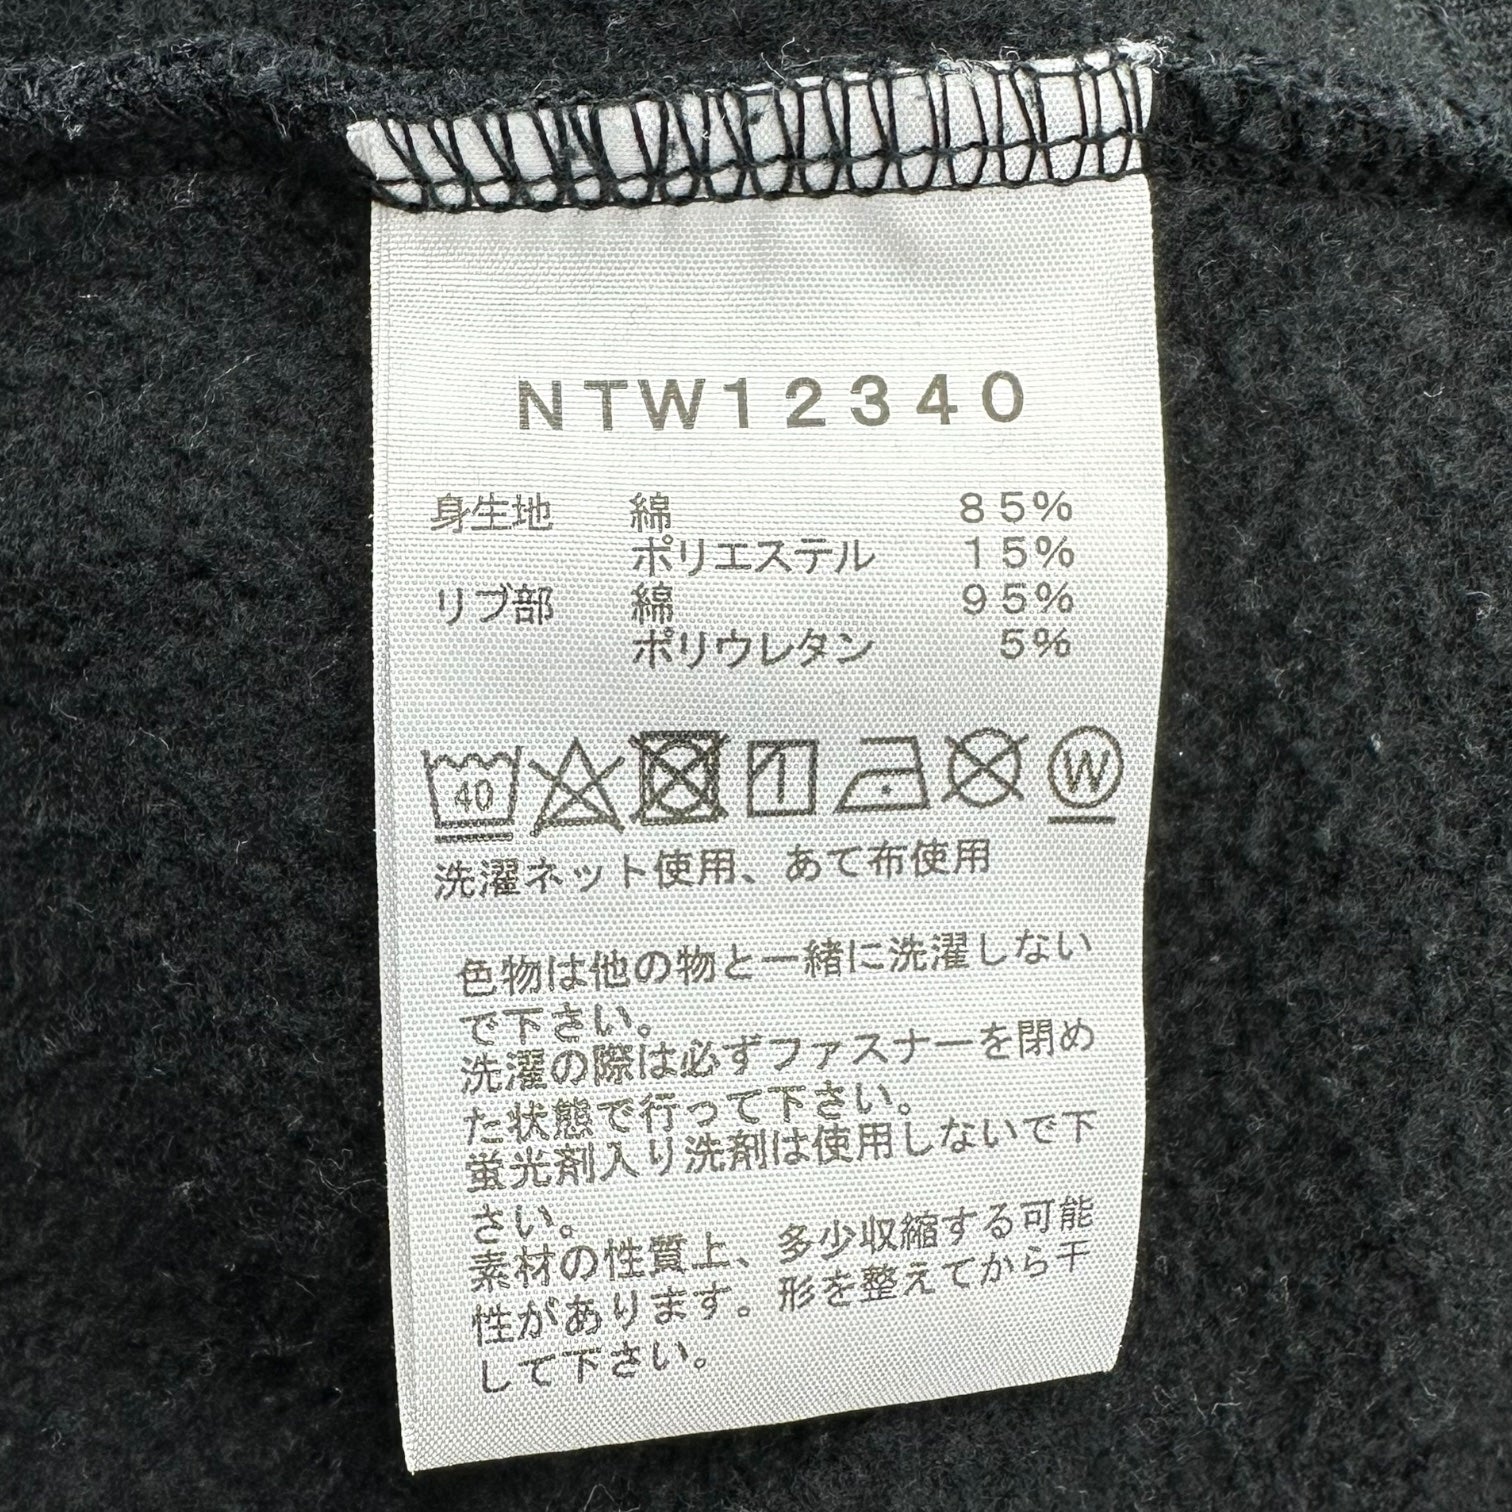 NTW12340
身生地 綿 85%
ポリエステル 15%
リブ部 綿 95%
ポリウレタン 5%
40 W
洗濯ネット使用、あて布使用
色物は他の物と一緒に洗濯しない
で下さい。
洗濯の際は必ずファスナーを閉め
た状態で行って下さい。
蛍光剤入り洗剤は使用しないで下
さい。
素材の性質上、多少収縮する可能
性があります。形を整えてから干
して下さい。